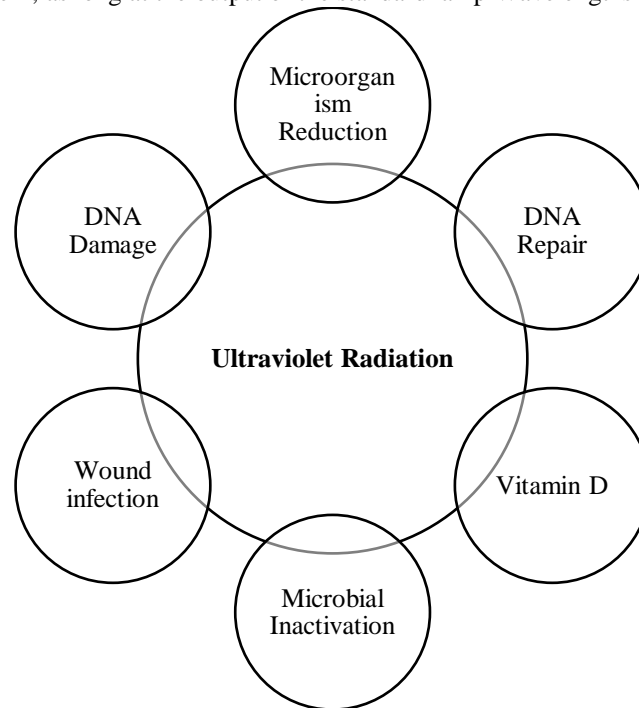 Microorgan
ism
Reduction
DNA
Damage
DNA
Repair
Ultraviolet Radiation
Wound
infection
Vitamin D
Microbial
Inactivation